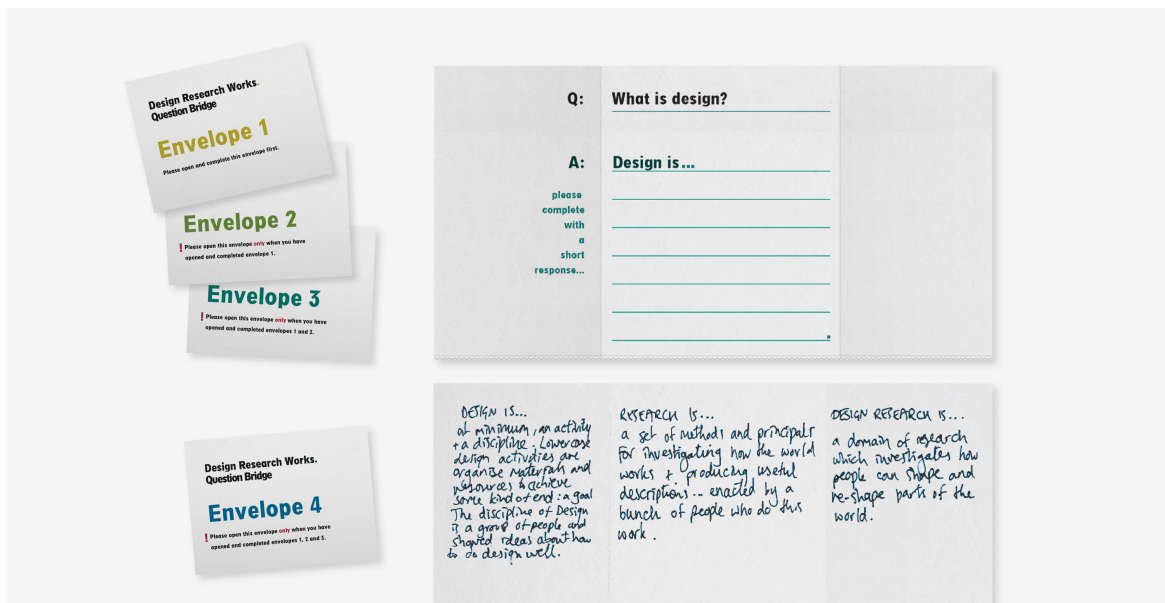 Design Research Works.
Question Bridge
Envelope 1
Please open and complete this envelope first.
Envelope 2
! Please open this envelope only when you have
opened and completed envelope 1.
Envelope 3
! Please open this envelope only when you have
opened and completed envelopes 1 and 2.
Q: What is design?
A: Design is...
please
complete
with
a
short
response...
Design Research Works.
Question Bridge
Envelope 4
! Please open this envelope only when you have
opened and completed envelopes 1, 2 and 3.
DESIGN IS...
at minimum, an activity
+ a discipline. Lowercase
design activities are
organise materials and
resources to achieve
some kind of end: a goal
The discipline of Design
is a group of people and
shared ideas about how
to do design well.
RESEARCH IS...
a set of methods and principals
for investigating how the world
works + producing useful
descriptions... enacted by a
bunch of people who do this
work.
DESIGN RESEARCH IS...
a domain of research
which investigates how
people can shape and
re-shape parts of the
world.